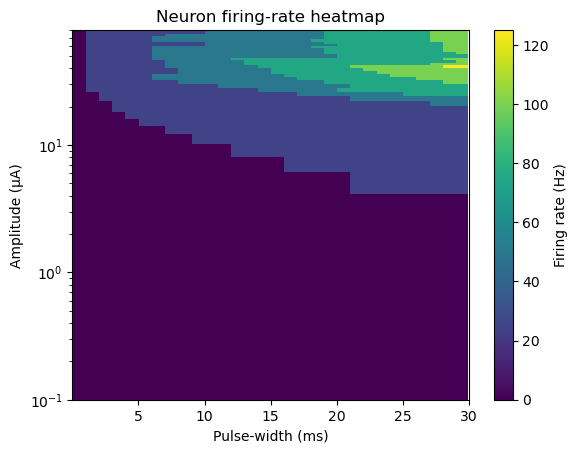 Neuron firing-rate heatmap
Amplitude (µA)
10¹
10⁰
10⁻¹
5 10 15 20 25 30
Pulse-width (ms)
120
100
80
60
40
20
0
Firing rate (Hz)